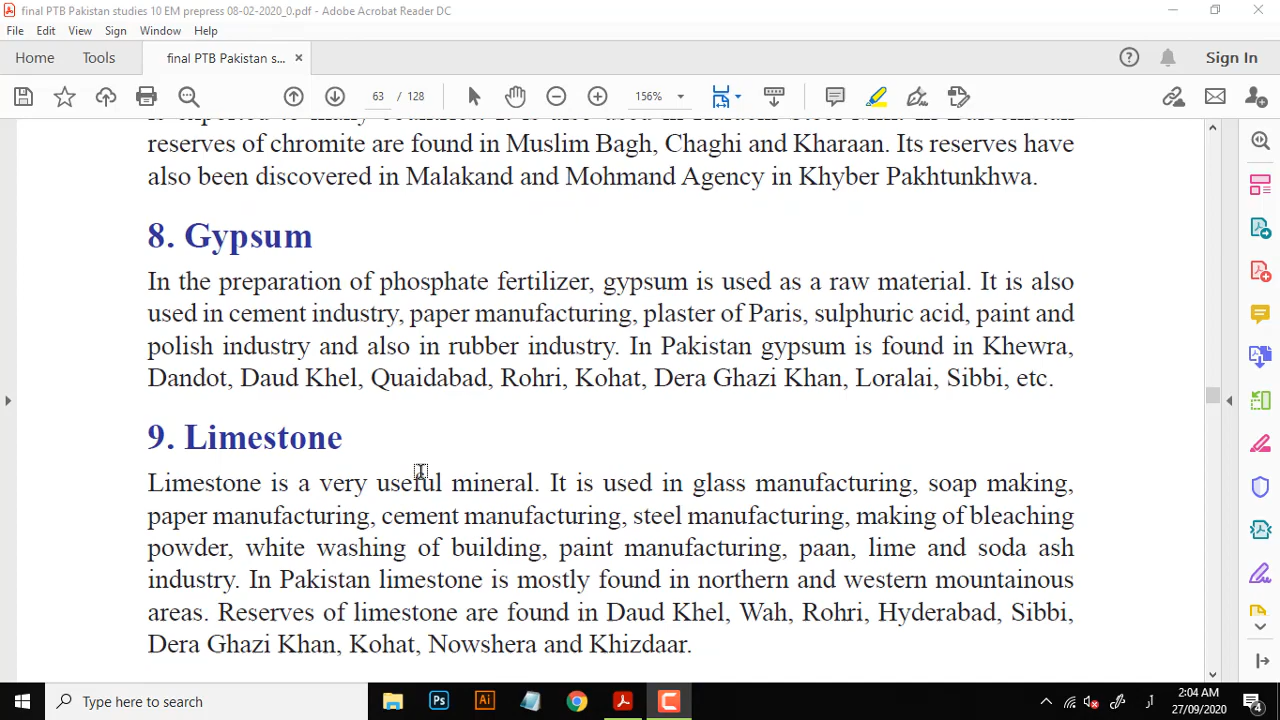 final PTB Pakistan studies 10 EM prepress 08-02-2020_0.pdf - Adobe Acrobat Reader DC
File Edit View Sign Window Help
Home Tools final PTB Pakistan s... × Sign In
63 / 128 156%
reserves of chromite are found in Muslim Bagh, Chaghi and Kharaan. Its reserves have
also been discovered in Malakand and Mohmand Agency in Khyber Pakhtunkhwa.
8. Gypsum
In the preparation of phosphate fertilizer, gypsum is used as a raw material. It is also
used in cement industry, paper manufacturing, plaster of Paris, sulphuric acid, paint and
polish industry and also in rubber industry. In Pakistan gypsum is found in Khewra,
Dandot, Daud Khel, Quaidabad, Rohri, Kohat, Dera Ghazi Khan, Loralai, Sibbi, etc.
9. Limestone
Limestone is a very useful mineral. It is used in glass manufacturing, soap making,
paper manufacturing, cement manufacturing, steel manufacturing, making of bleaching
powder, white washing of building, paint manufacturing, paan, lime and soda ash
industry. In Pakistan limestone is mostly found in northern and western mountainous
areas. Reserves of limestone are found in Daud Khel, Wah, Rohri, Hyderabad, Sibbi,
Dera Ghazi Khan, Kohat, Nowshera and Khizdaar.
Type here to search
Ps Ai
2:04 AM
27/09/2020
4